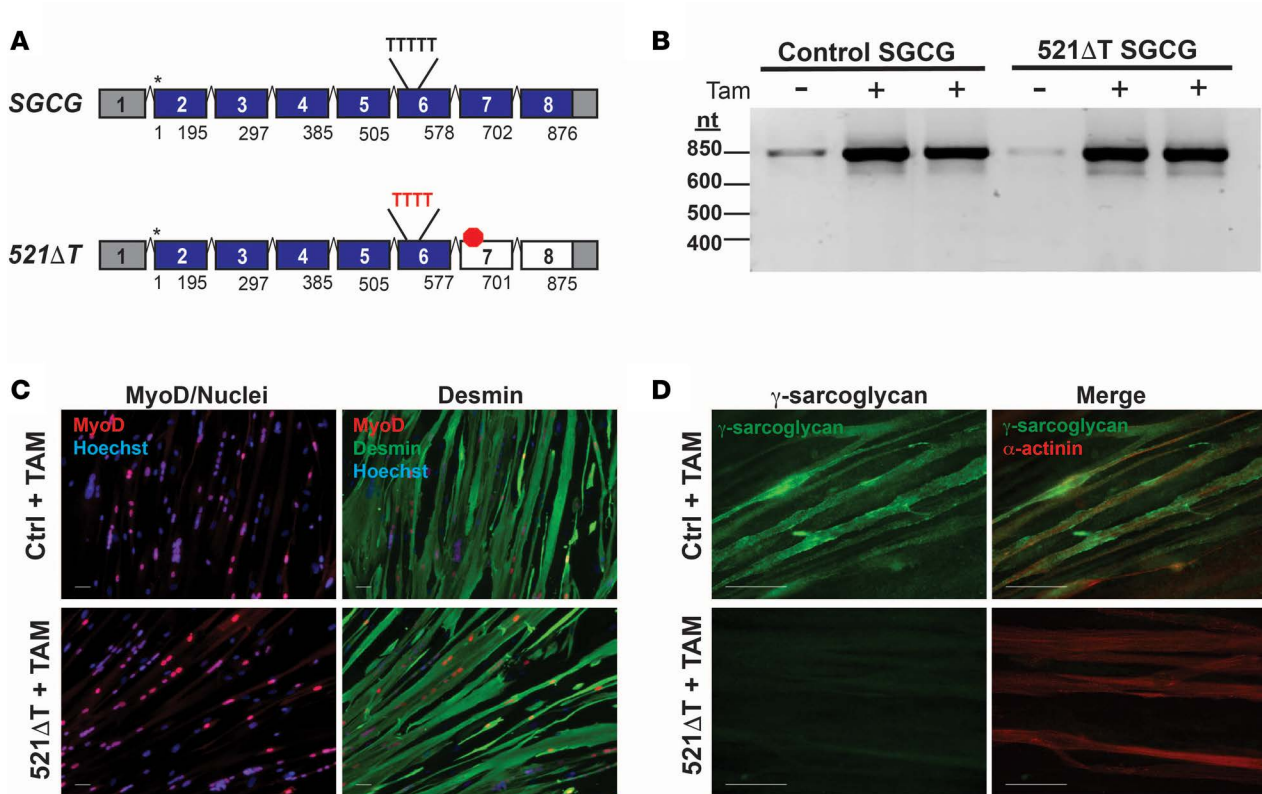 A
TTTTT
*
SGCG
1 2 3 4 5 6 7 8
1 195 297 385 505 578 702 876
TTTT
*
521ΔT
1 2 3 4 5 6 7 8
1 195 297 385 505 577 701 875
B
Control SGCG 521ΔT SGCG
Tam - + + - + +
nt
850
600
500
400
C
MyoD/Nuclei Desmin
Ctrl + TAM
MyoD
Hoechst
MyoD
Desmin
Hoechst
521ΔT + TAM
D
γ-sarcoglycan Merge
Ctrl + TAM
γ-sarcoglycan
γ-sarcoglycan
α-actinin
521ΔT + TAM